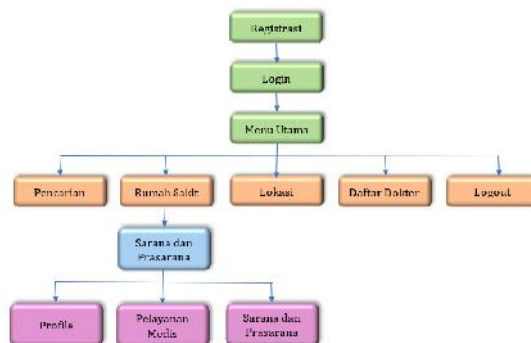 Registrasi
Login
Menu Utama
Pencarian
Rumah Sakit
Lokasi
Daftar Dokter
Logout
Sarana dan
Prasarana
Profile
Pelayanan
Medis
Sarana dan
Prasarana